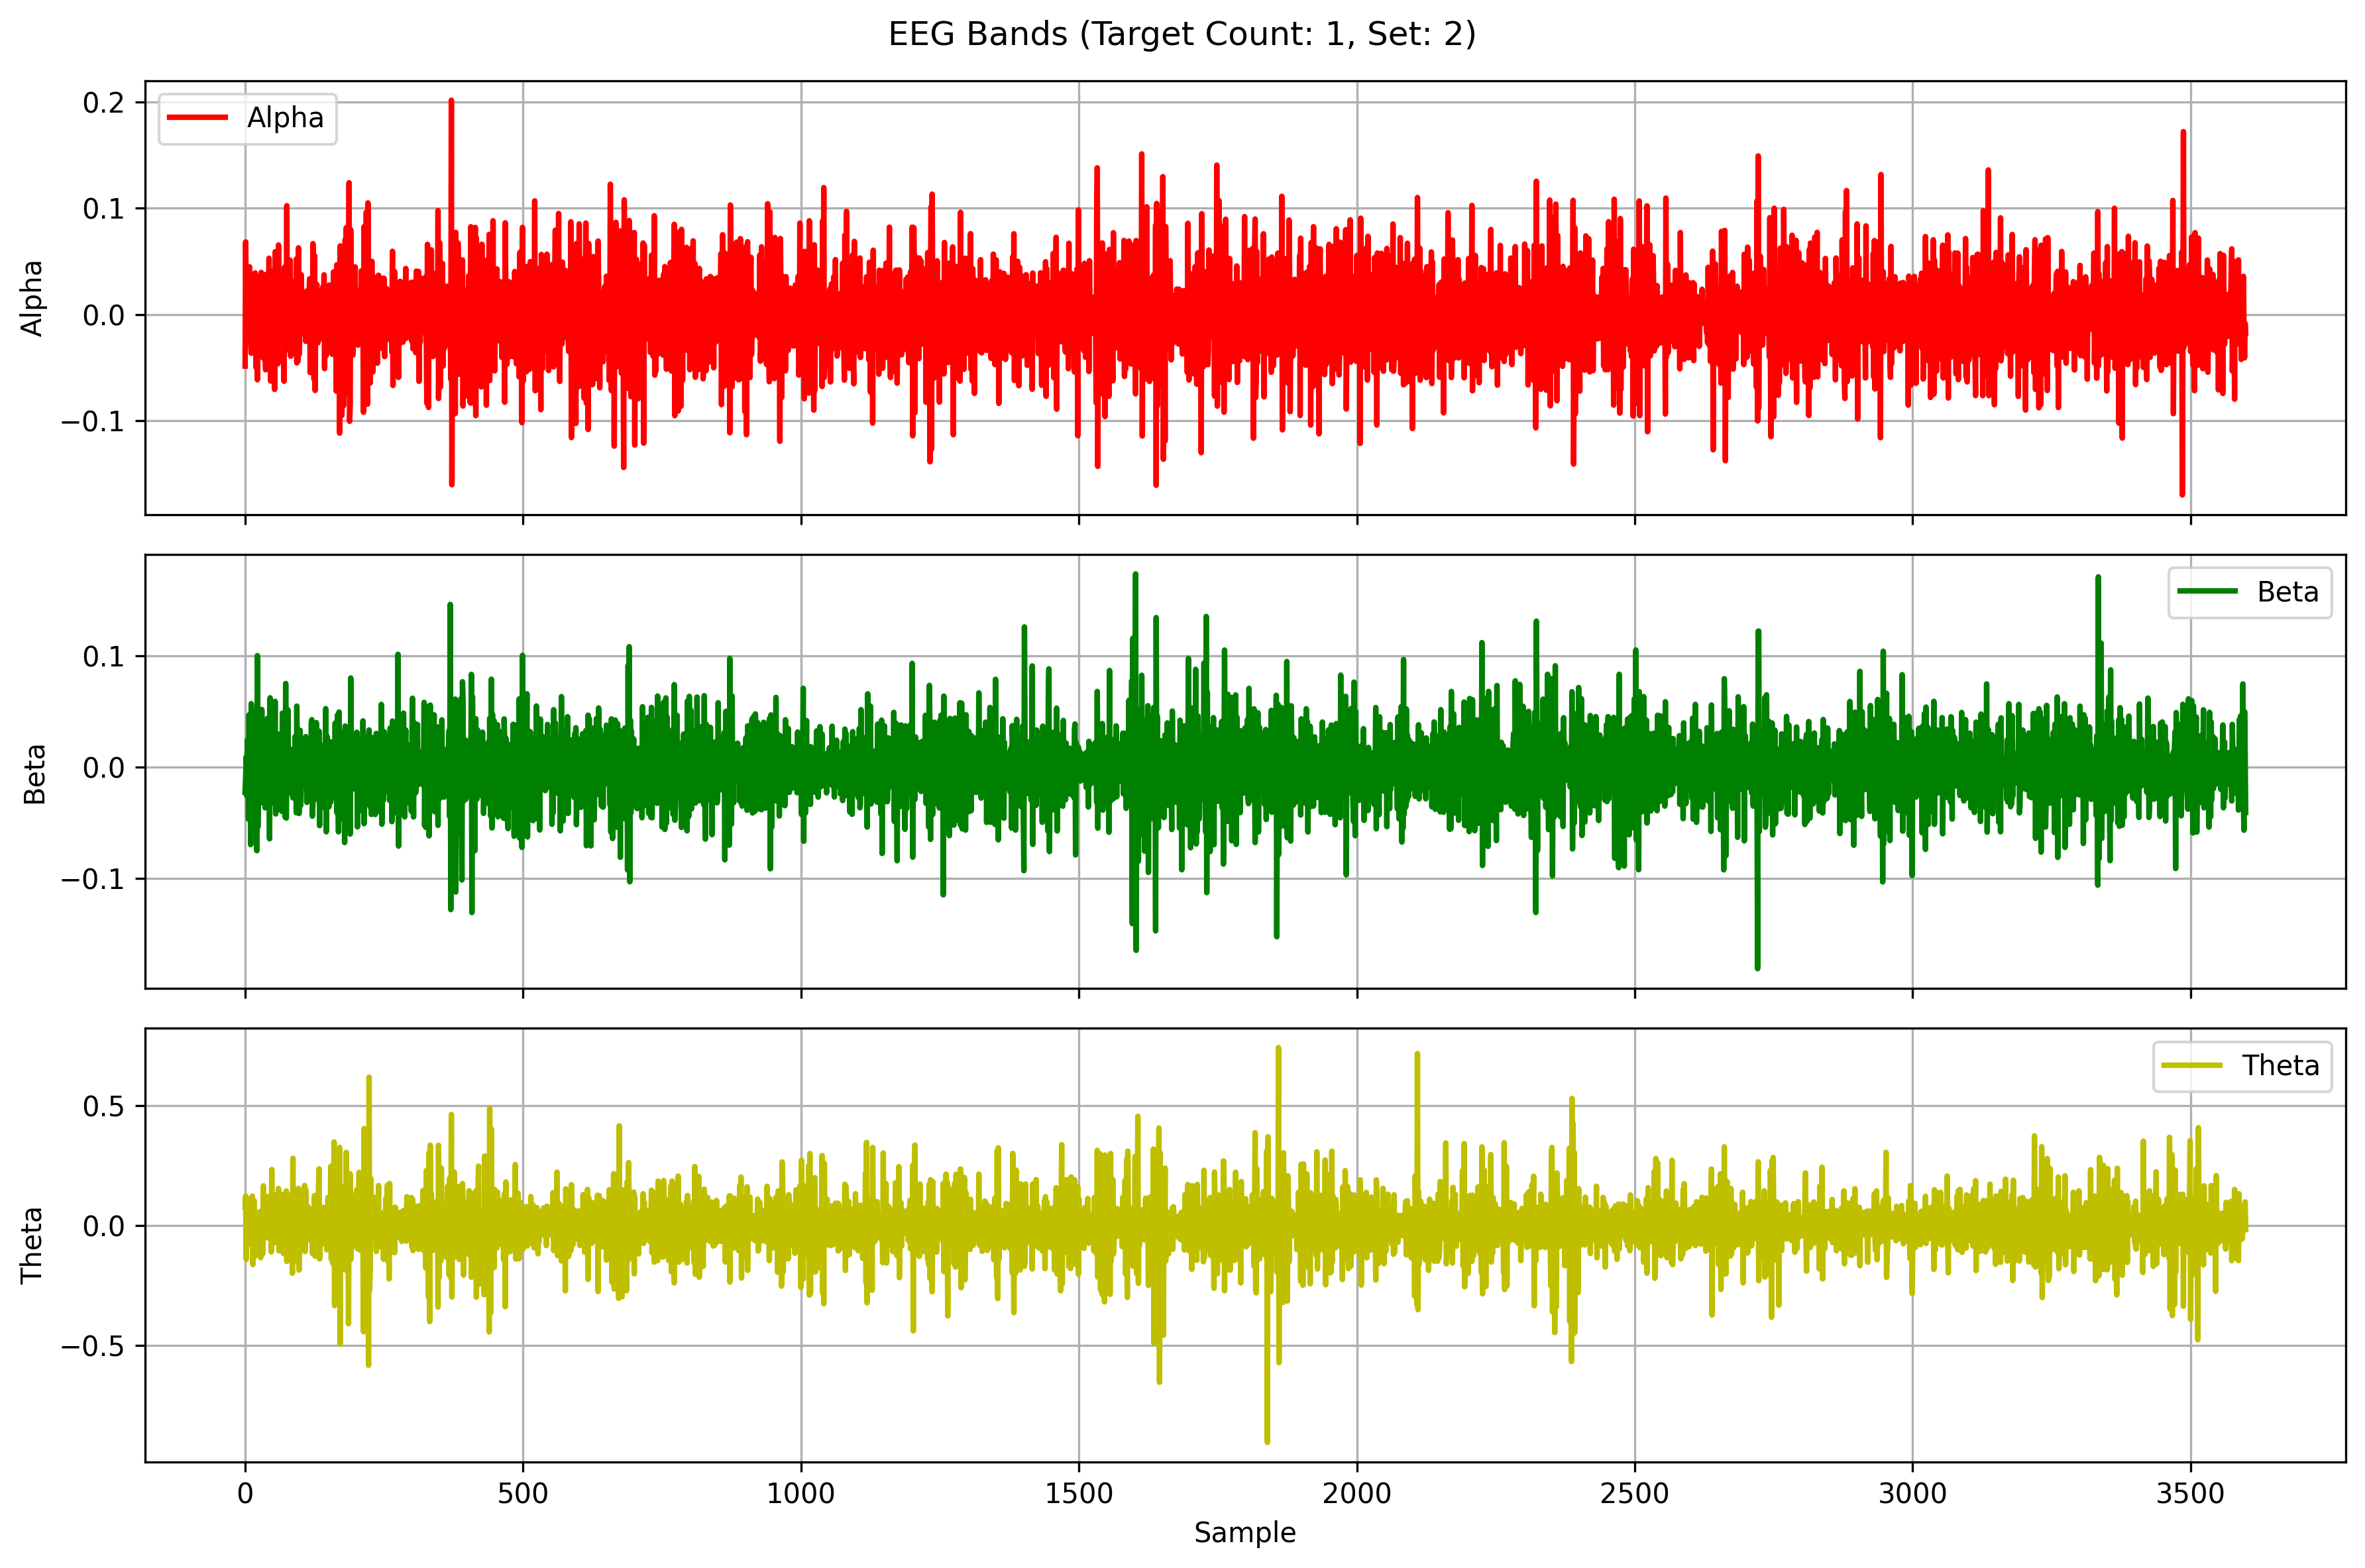 EEG Bands (Target Count: 1, Set: 2)
0.2
0.1
0.0
−0.1
Alpha
Alpha
0.1
0.0
−0.1
Beta
Beta
0.5
0.0
−0.5
Theta
Theta
0 500 1000 1500 2000 2500 3000 3500
Sample